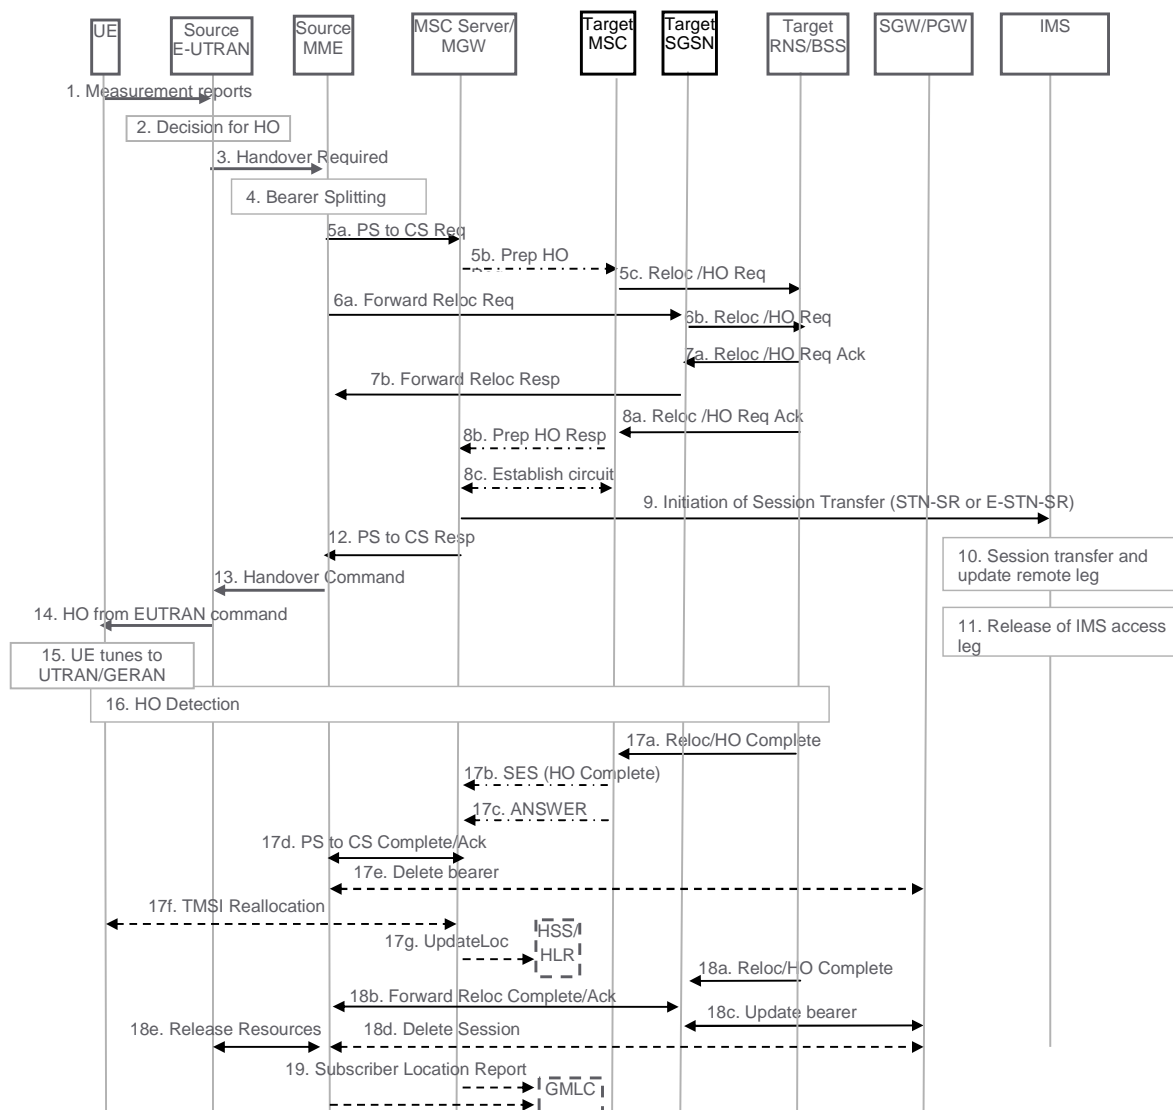 UE
Source
E-UTRAN
Source
MME
MSC Server/
MGW
Target
MSC
Target
SGSN
Target
RNS/BSS
SGW/PGW
IMS
1. Measurement reports
2. Decision for HO
3. Handover Required
4. Bearer Splitting
5a. PS to CS Req
5b. Prep HO
5c. Reloc /HO Req
6a. Forward Reloc Req
6b. Reloc /HO Req
7a. Reloc /HO Req Ack
7b. Forward Reloc Resp
8a. Reloc /HO Req Ack
8b. Prep HO Resp
8c. Establish circuit
9. Initiation of Session Transfer (STN-SR or E-STN-SR)
12. PS to CS Resp
10. Session transfer and
update remote leg
13. Handover Command
14. HO from EUTRAN command
11. Release of IMS access
leg
15. UE tunes to
UTRAN/GERAN
16. HO Detection
17a. Reloc/HO Complete
17b. SES (HO Complete)
17c. ANSWER
17d. PS to CS Complete/Ack
17e. Delete bearer
17f. TMSI Reallocation
HSS/
HLR
17g. UpdateLoc
18a. Reloc/HO Complete
18b. Forward Reloc Complete/Ack
18c. Update bearer
18e. Release Resources
18d. Delete Session
19. Subscriber Location Report
GMLC